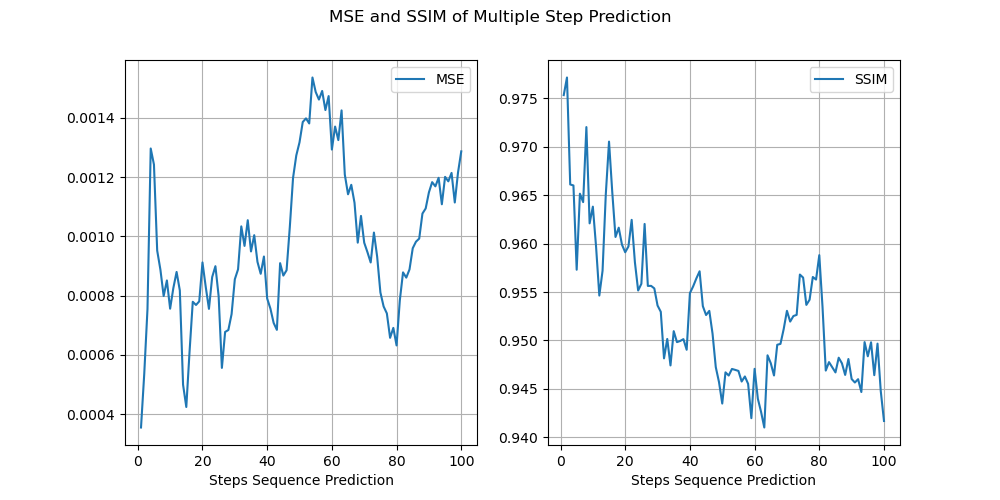 MSE and SSIM of Multiple Step Prediction
MSE
0.0014
0.0012
0.0010
0.0008
0.0006
0.0004
0 20 40 60 80 100
Steps Sequence Prediction
SSIM
0.975
0.970
0.965
0.960
0.955
0.950
0.945
0.940
0 20 40 60 80 100
Steps Sequence Prediction